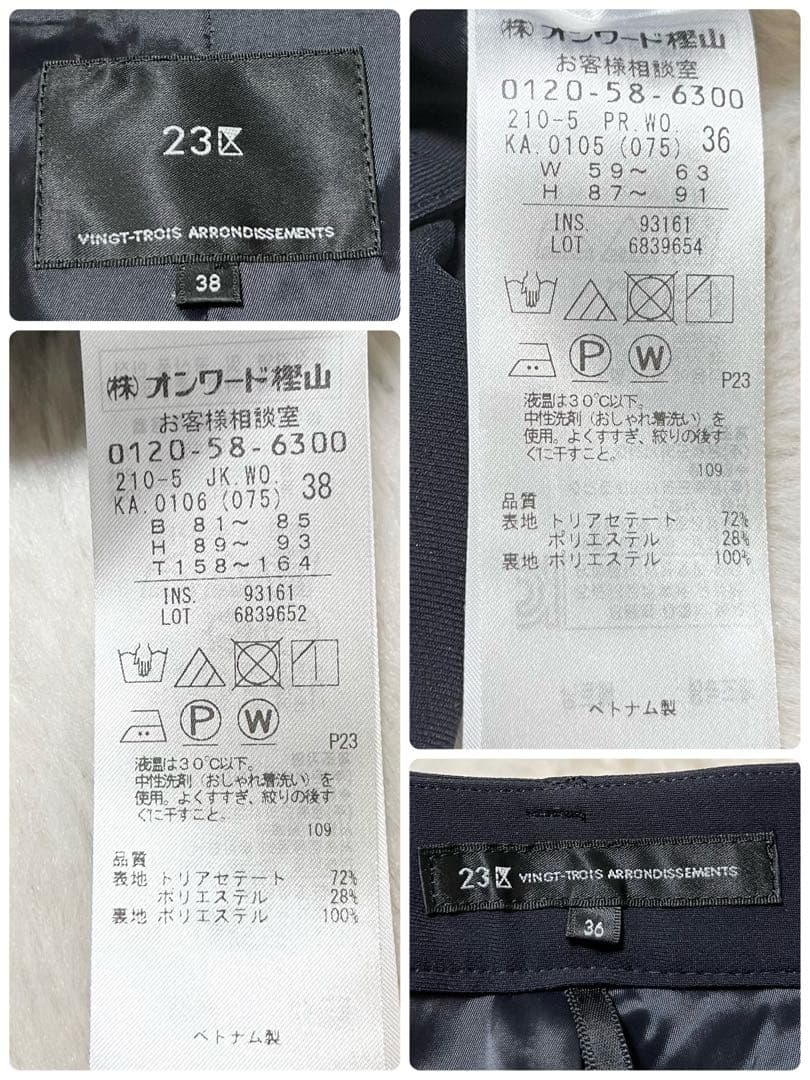 23区
VINGT-TROIS ARRONDISSEMENTS
38
(株)オンワード樫山
お客様相談室
0120-58-6300
210-5 PR.WO.
KA.0105(075) 36
W 59～ 63
H 87～ 91
INS. 93161
LOT 6839654
P W
P23
液温は30℃以下。
中性洗剤(おしゃれ着洗い)を
使用。よくすすぎ、絞りの後す
ぐに干すこと。
109
品質
表地 トリアセテート 72%
ポリエステル 28%
裏地 ポリエステル 100%
ベトナム製
(株)オンワード樫山
お客様相談室
0120-58-6300
210-5 JK.WO.
KA.0106(075) 38
B 81～ 85
H 89～ 93
T158～164
INS. 93161
LOT 6839652
P W
P23
液温は30℃以下。
中性洗剤(おしゃれ着洗い)を
使用。よくすすぎ、絞りの後す
ぐに干すこと。
109
品質
表地 トリアセテート 72%
ポリエステル 28%
裏地 ポリエステル 100%
ベトナム製
23区 VINGT-TROIS ARRONDISSEMENTS
36